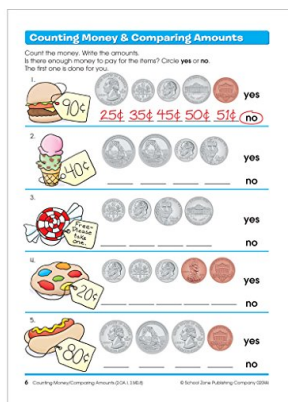 Counting Money & Comparing Amounts
Count the money. Write the amounts.
Is there enough money to pay for the items? Circle yes or no.
The first one is done for you.
1.
90¢
25¢ 35¢ 45¢ 50¢ 51¢
yes
no
2.
40¢
yes
no
3.
Free-
Please
take
one.
yes
no
4.
20¢
yes
no
5.
80¢
yes
no
6 Counting Money/Comparing Amounts
© School Zone Publishing Company